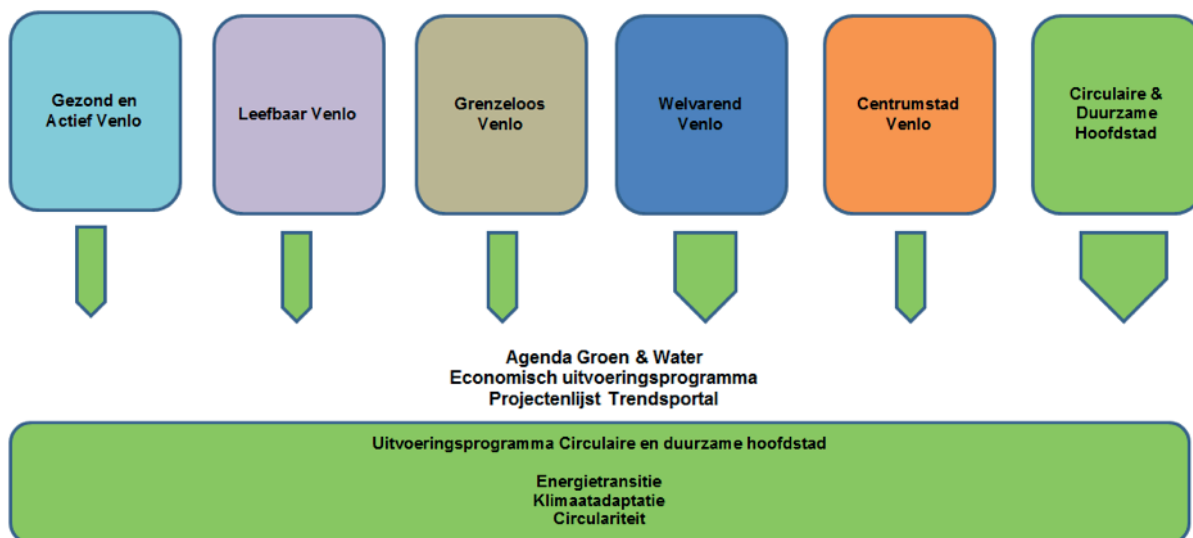 Gezond en
Actief Venlo
Leefbaar Venlo
Grenzeloos
Venlo
Welvarend
Venlo
Centrumstad
Venlo
Circulaire &
Duurzame
Hoofdstad
Agenda Groen & Water
Economisch uitvoeringsprogramma
Projectenlijst Trendsportal
Uitvoeringsprogramma Circulaire en duurzame hoofdstad
Energietransitie
Klimaatadaptatie
Circulariteit